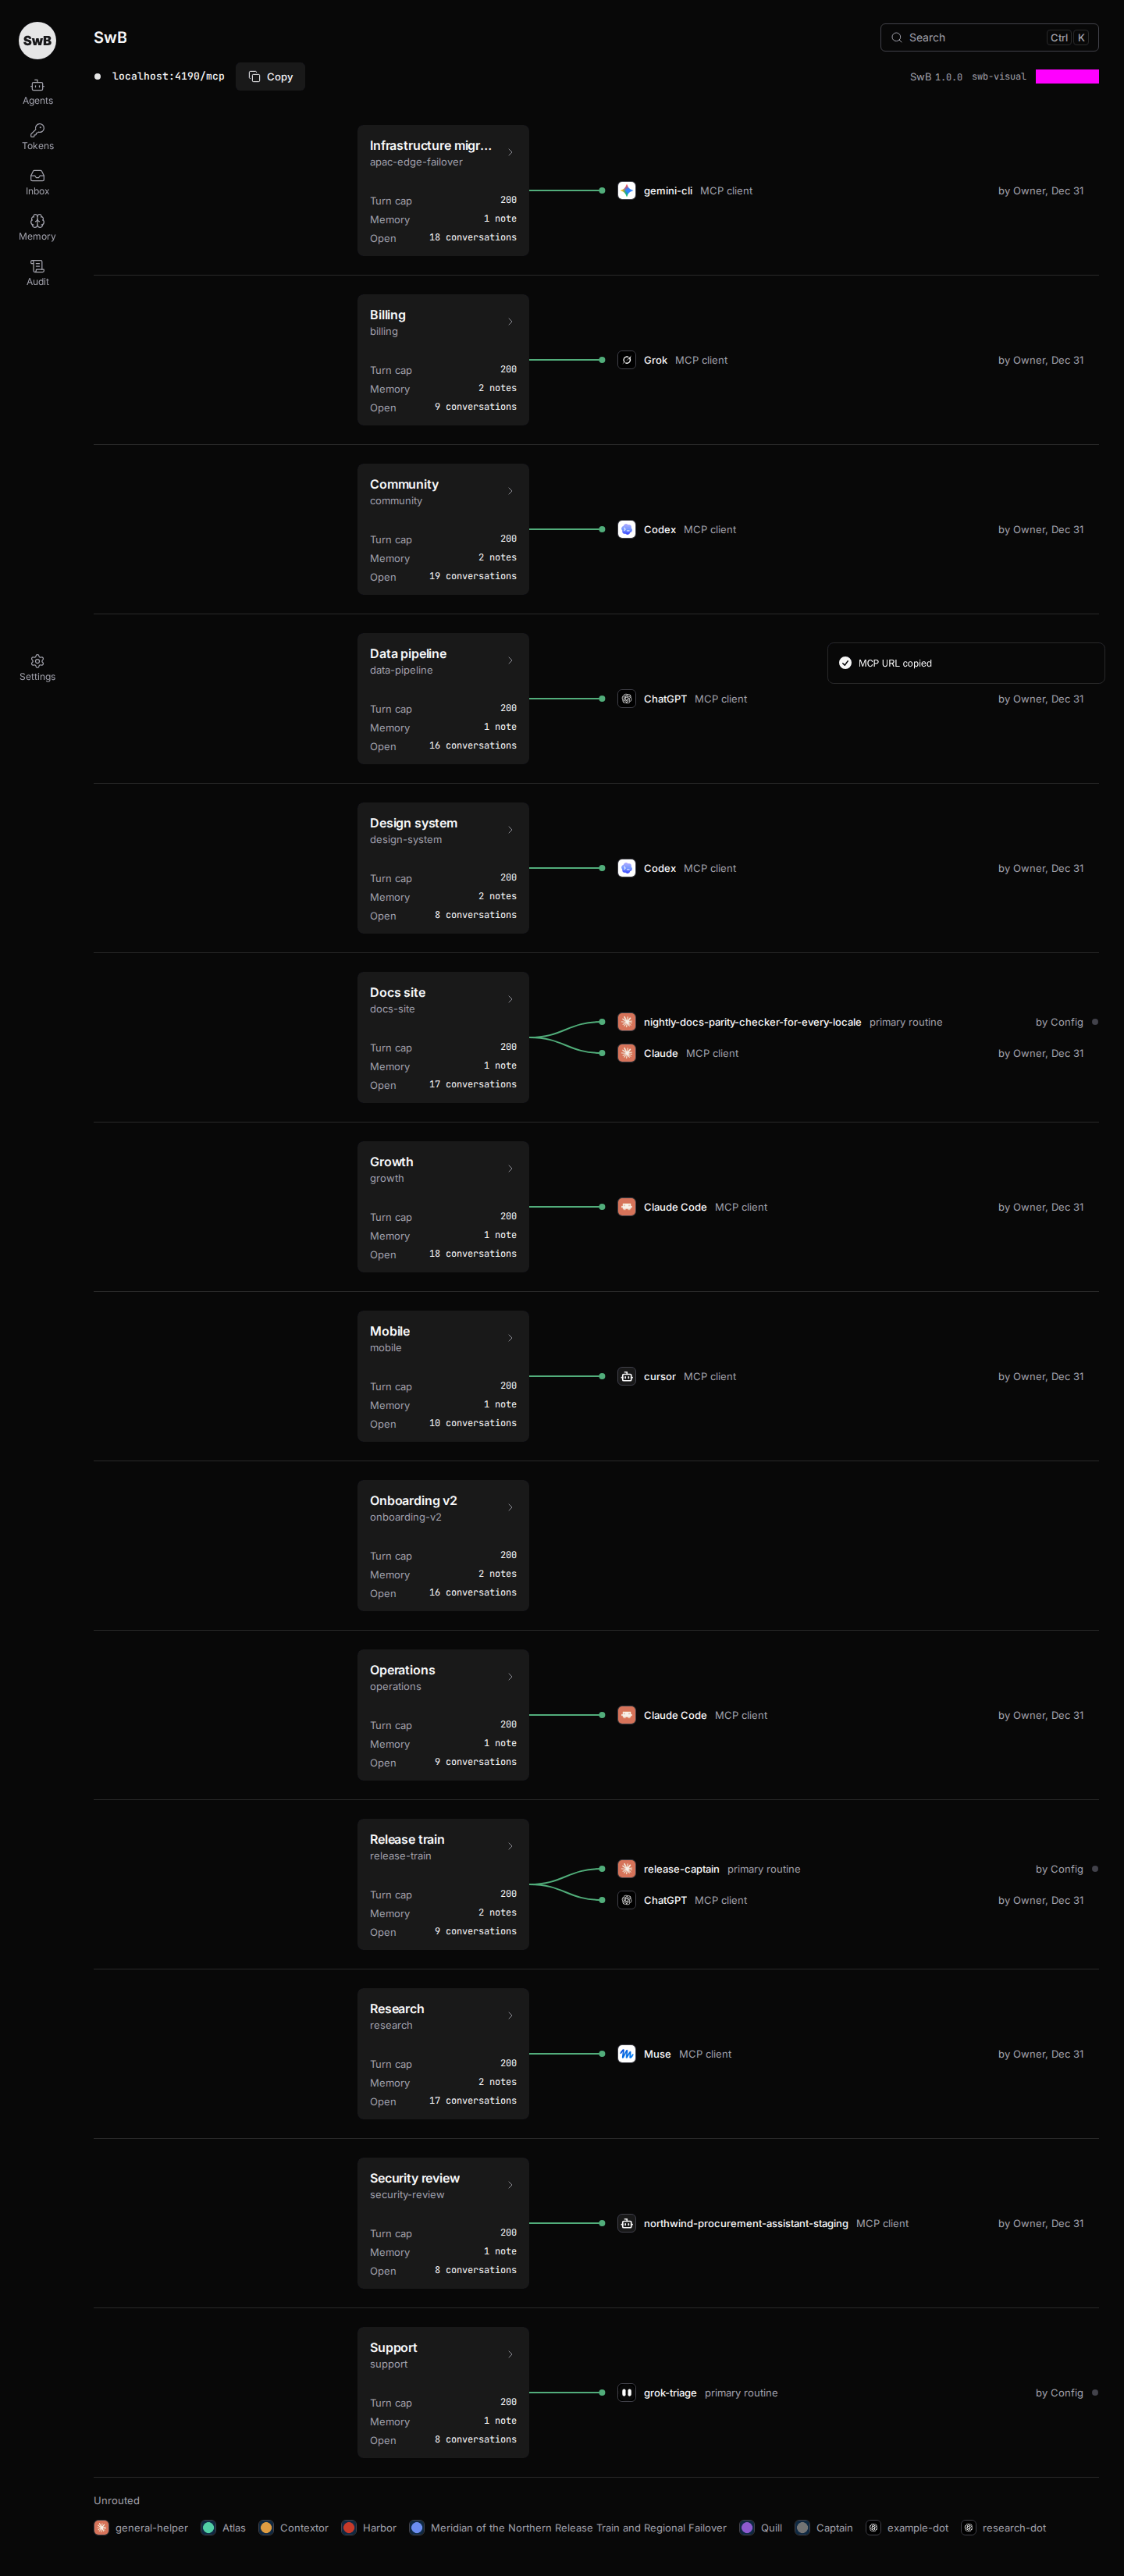 SwB
Agents
Tokens
Inbox
Memory
Audit
Settings
SwB
Search Ctrl K
localhost:4190/mcp Copy SwB 1.0.0 swb-visual
Infrastructure migr...
apac-edge-failover
Turn cap 200
Memory 1 note
Open 18 conversations
gemini-cli MCP client by Owner, Dec 31
Billing
billing
Turn cap 200
Memory 2 notes
Open 9 conversations
Grok MCP client by Owner, Dec 31
Community
community
Turn cap 200
Memory 2 notes
Open 19 conversations
Codex MCP client by Owner, Dec 31
Data pipeline
data-pipeline
Turn cap 200
Memory 1 note
Open 16 conversations
MCP URL copied
ChatGPT MCP client by Owner, Dec 31
Design system
design-system
Turn cap 200
Memory 2 notes
Open 8 conversations
Codex MCP client by Owner, Dec 31
Docs site
docs-site
Turn cap 200
Memory 1 note
Open 17 conversations
nightly-docs-parity-checker-for-every-locale primary routine by Config
Claude MCP client by Owner, Dec 31
Growth
growth
Turn cap 200
Memory 1 note
Open 18 conversations
Claude Code MCP client by Owner, Dec 31
Mobile
mobile
Turn cap 200
Memory 1 note
Open 10 conversations
cursor MCP client by Owner, Dec 31
Onboarding v2
onboarding-v2
Turn cap 200
Memory 2 notes
Open 16 conversations
Operations
operations
Turn cap 200
Memory 1 note
Open 9 conversations
Claude Code MCP client by Owner, Dec 31
Release train
release-train
Turn cap 200
Memory 2 notes
Open 9 conversations
release-captain primary routine by Config
ChatGPT MCP client by Owner, Dec 31
Research
research
Turn cap 200
Memory 2 notes
Open 17 conversations
Muse MCP client by Owner, Dec 31
Security review
security-review
Turn cap 200
Memory 1 note
Open 8 conversations
northwind-procurement-assistant-staging MCP client by Owner, Dec 31
Support
support
Turn cap 200
Memory 1 note
Open 8 conversations
grok-triage primary routine by Config
Unrouted
general-helper Atlas Contextor Harbor Meridian of the Northern Release Train and Regional Failover Quill Captain example-dot research-dot